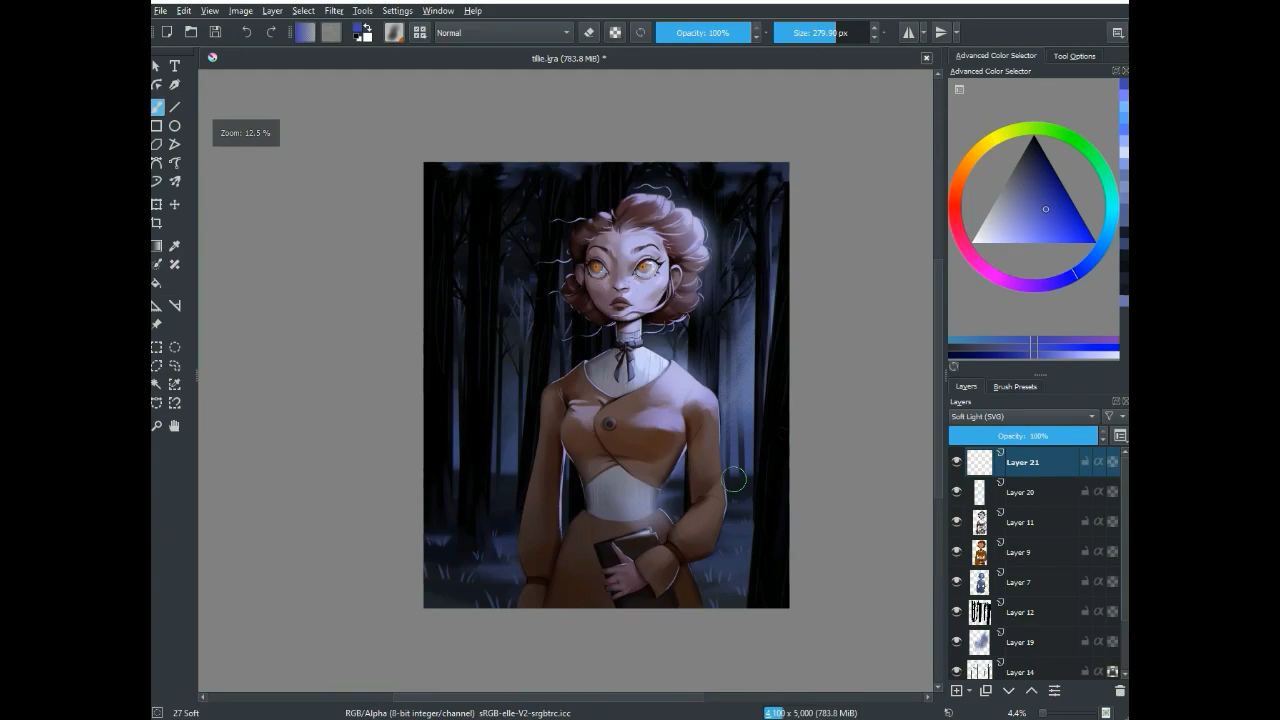 File Edit View Image Layer Select Filter Tools Settings Window Help
Normal Opacity: 100% Size: 279.90 px
tillie.kra (783.8 MiB) *
Advanced Color Selector Tool Options
Advanced Color Selector
Zoom: 12.5 %
Layers Brush Presets
Layers
Soft Light (SVG)
Opacity: 100%
Layer 21
Layer 20
Layer 11
Layer 9
Layer 7
Layer 12
Layer 19
Layer 14
27 Soft RGB/Alpha (8-bit integer/channel) sRGB-elle-V2-srgbtrc.icc 4,100 x 5,000 (783.8 MiB) 4.4%